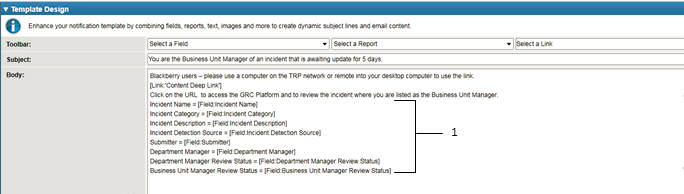 Template Design
Enhance your notification template by combining fields, reports, text, images and more to create dynamic subject lines and email content.
Toolbar: Select a Field Select a Report Select a Link
Subject: You are the Business Unit Manager of an incident that is awaiting update for 5 days.
Body: Blackberry users – please use a computer on the TRP network or remote into your desktop computer to use the link.
[Link:'Content Deep Link']
Click on the URL to access the GRC Platform and to review the incident where you are listed as the Business Unit Manager.
Incident Name = [Field:Incident Name]
Incident Category = [Field:Incident Category]
Incident Description = [Field:Incident Description]
Incident Detection Source = [Field:Incident Detection Source]
Submitter = [Field:Submitter]
Department Manager = [Field:Department Manager]
Department Manager Review Status = [Field:Department Manager Review Status]
Business Unit Manager Review Status = [Field:Business Unit Manager Review Status]
1